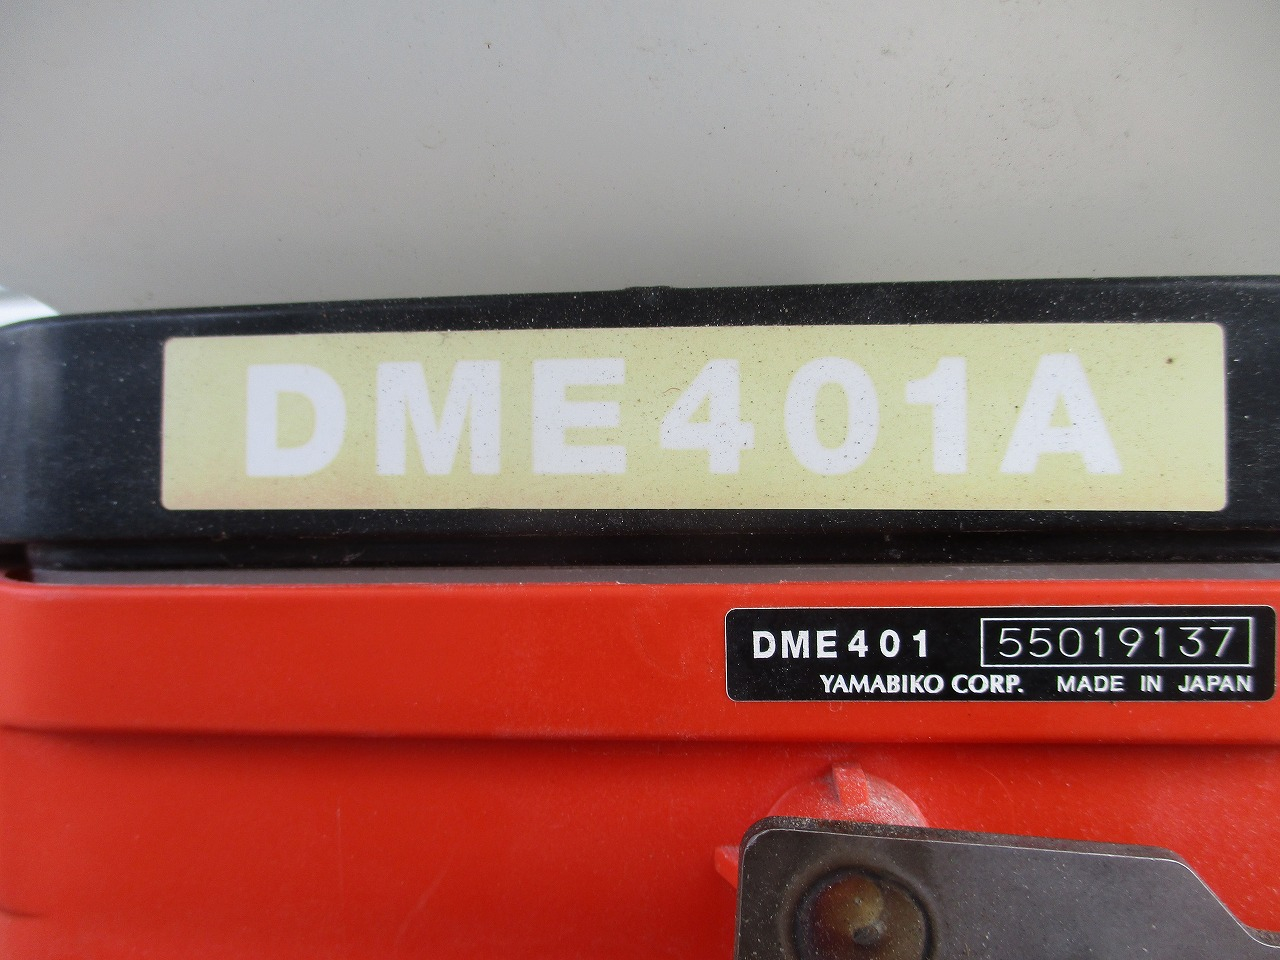 DME401A
DME401 55019137
YAMABIKO CORP. MADE IN JAPAN